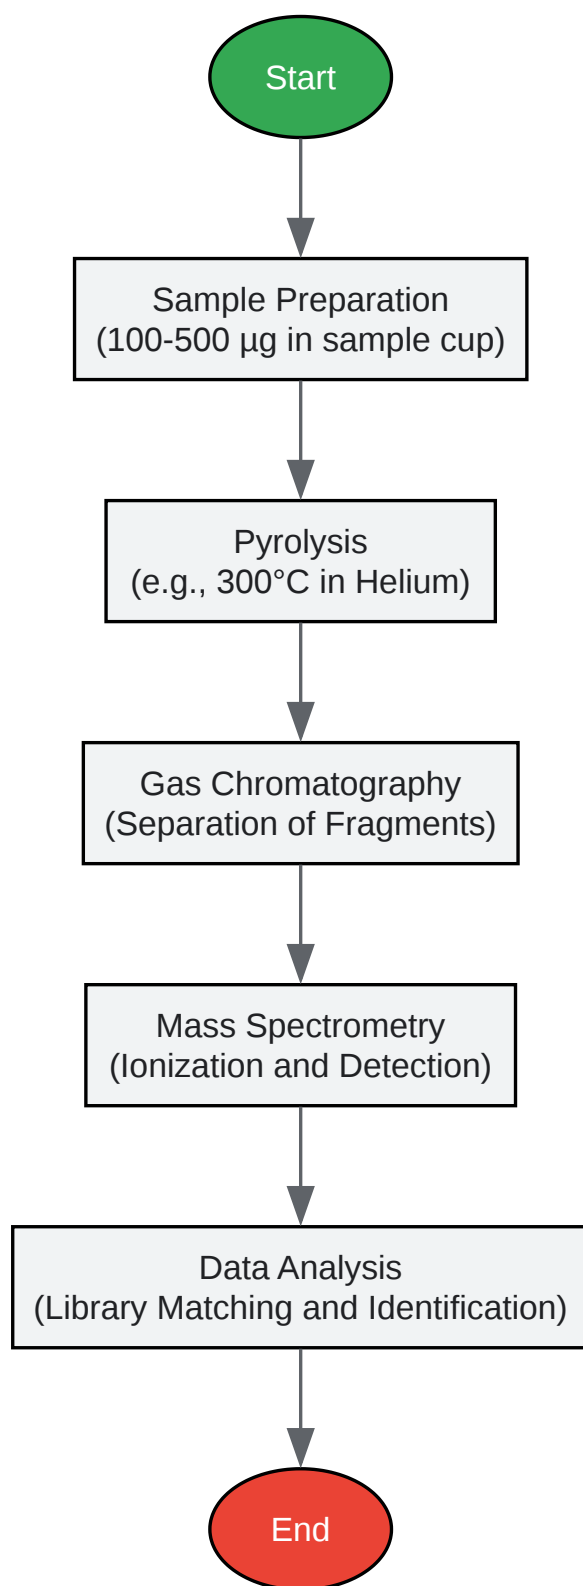 Start
Sample Preparation
(100-500 µg in sample cup)
Pyrolysis
(e.g., 300°C in Helium)
Gas Chromatography
(Separation of Fragments)
Mass Spectrometry
(Ionization and Detection)
Data Analysis
(Library Matching and Identification)
End